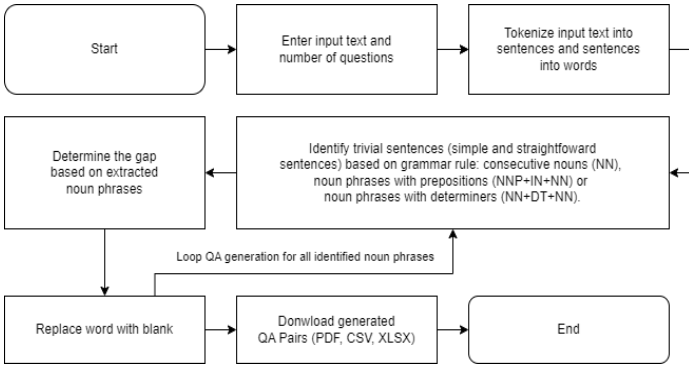 Start
Enter input text and
number of questions
Tokenize input text into
sentences and sentences
into words
Identify trivial sentences (simple and straightfoward
sentences) based on grammar rule: consecutive nouns (NN),
noun phrases with prepositions (NNP+IN+NN) or
noun phrases with determiners (NN+DT+NN).
Determine the gap
based on extracted
noun phrases
Loop QA generation for all identified noun phrases
Replace word with blank
Donwload generated
QA Pairs (PDF, CSV, XLSX)
End